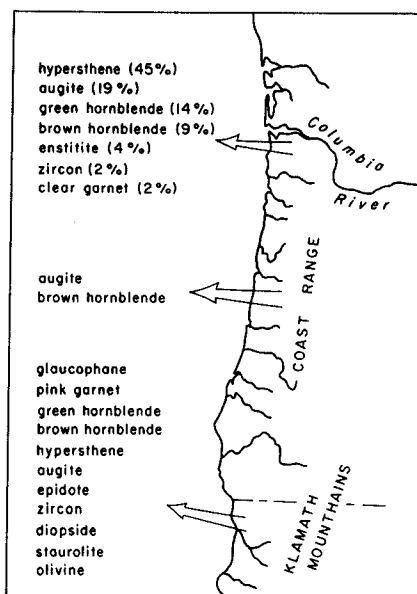 hypersthene (45%)
augite (19%)
green hornblende (14%)
brown hornblende (9%)
enstitite (4%)
zircon (2%)
clear garnet (2%)
Columbia
River
augite
brown hornblende
COAST RANGE
glaucophane
pink garnet
green hornblende
brown hornblende
hypersthene
augite
epidote
zircon
diopside
staurolite
olivine
KLAMATH
MOUNTHAINS